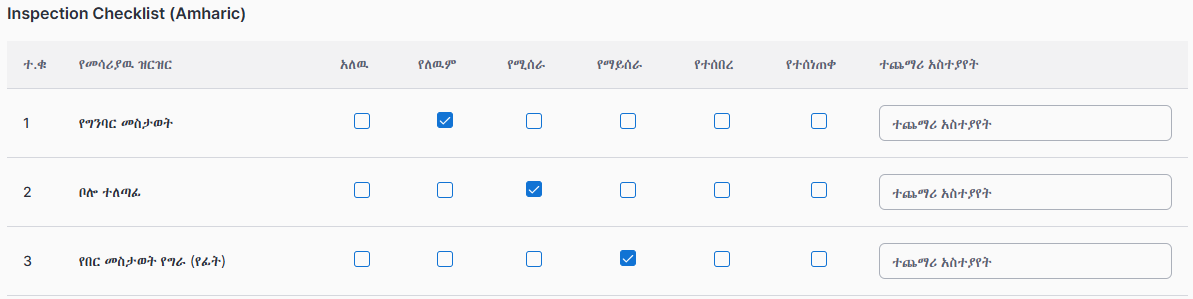 Inspection Checklist (Amharic)
ተ.ቁ የመሳሪያዉ ዝርዝር አለዉ የለዉም የሚሰራ የማይሰራ የተሰበረ የተሰነጠቀ ተጨማሪ አስተያየት
1 የግንባር መስታወት ተጨማሪ አስተያየት
2 ቦሎ ተለጣፊ ተጨማሪ አስተያየት
3 የበር መስታወት የግራ (የፊት) ተጨማሪ አስተያየት